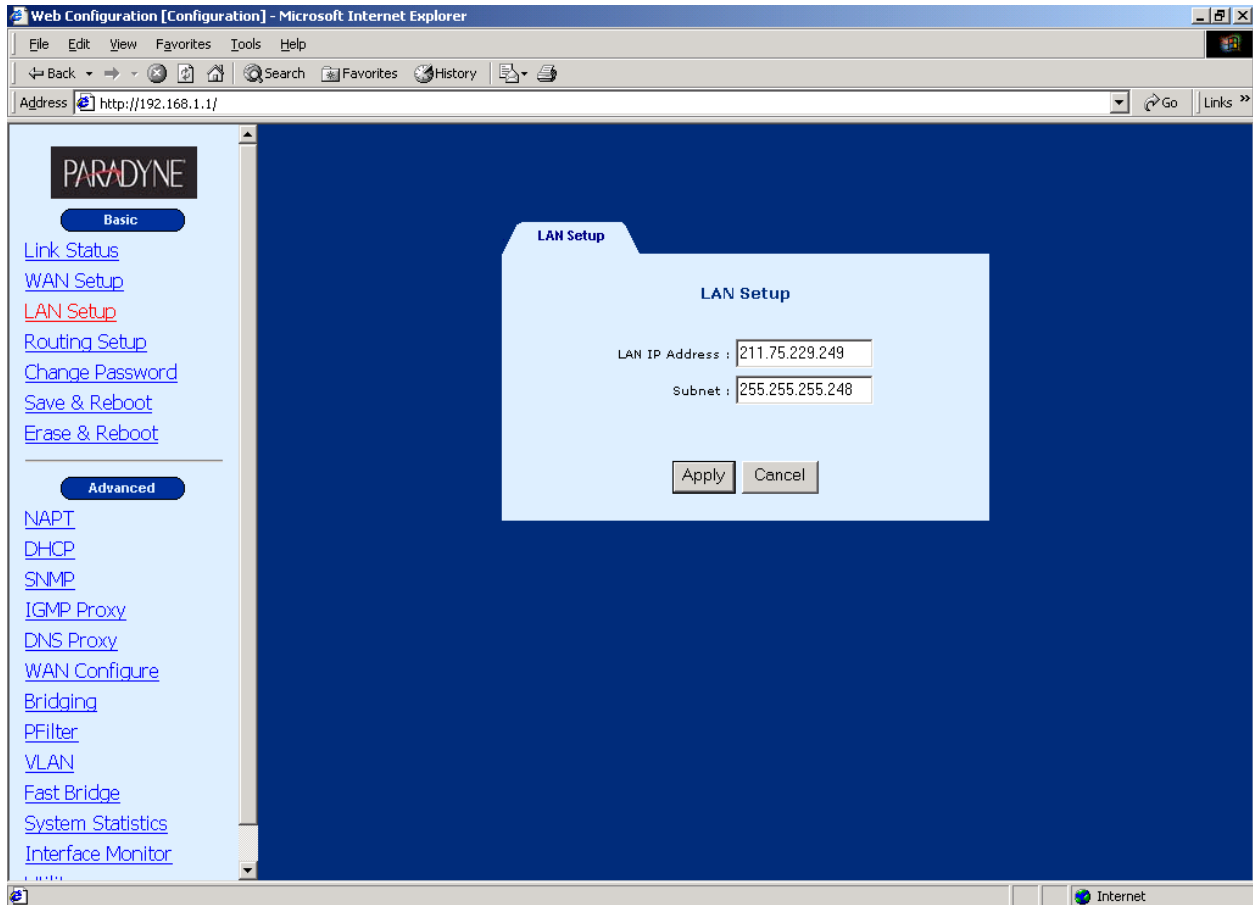 Web Configuration [Configuration] - Microsoft Internet Explorer
File Edit View Favorites Tools Help
Back Search Favorites History
Address http://192.168.1.1/ Go Links »
PARADYNE
Basic
Link Status
WAN Setup
LAN Setup
Routing Setup
Change Password
Save & Reboot
Erase & Reboot
Advanced
NAPT
DHCP
SNMP
IGMP Proxy
DNS Proxy
WAN Configure
Bridging
PFilter
VLAN
Fast Bridge
System Statistics
Interface Monitor
LAN Setup
LAN Setup
LAN IP Address : 211.75.229.249
Subnet : 255.255.255.248
Apply Cancel
Internet